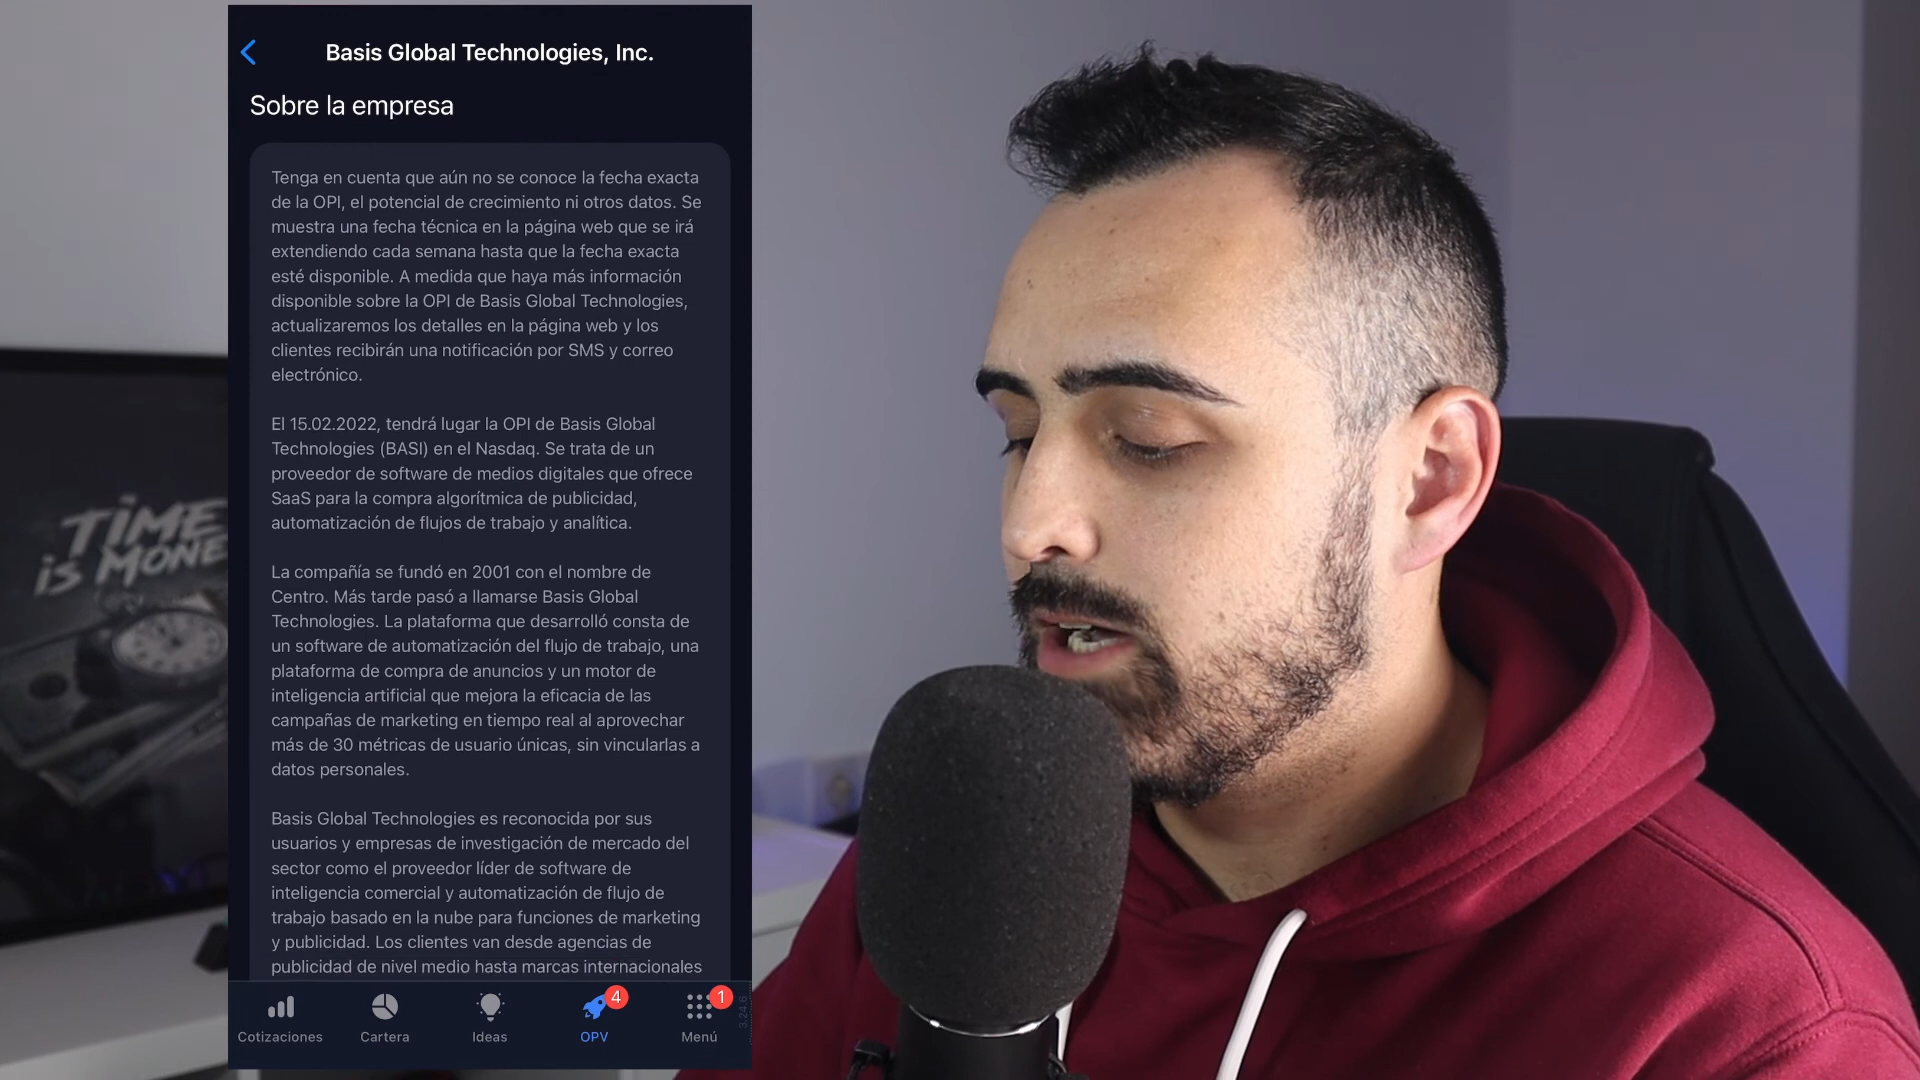 Basis Global Technologies, Inc.
Sobre la empresa
Tenga en cuenta que aún no se conoce la fecha exacta
de la OPI, el potencial de crecimiento ni otros datos. Se
muestra una fecha técnica en la página web que se irá
extendiendo cada semana hasta que la fecha exacta
esté disponible. A medida que haya más información
disponible sobre la OPI de Basis Global Technologies,
actualizaremos los detalles en la página web y los
clientes recibirán una notificación por SMS y correo
electrónico.
El 15.02.2022, tendrá lugar la OPI de Basis Global
Technologies (BASI) en el Nasdaq. Se trata de un
proveedor de software de medios digitales que ofrece
SaaS para la compra algorítmica de publicidad,
automatización de flujos de trabajo y analítica.
La compañía se fundó en 2001 con el nombre de
Centro. Más tarde pasó a llamarse Basis Global
Technologies. La plataforma que desarrolló consta de
un software de automatización del flujo de trabajo, una
plataforma de compra de anuncios y un motor de
inteligencia artificial que mejora la eficacia de las
campañas de marketing en tiempo real al aprovechar
más de 30 métricas de usuario únicas, sin vincularlas a
datos personales.
Basis Global Technologies es reconocida por sus
usuarios y empresas de investigación de mercado del
sector como el proveedor líder de software de
inteligencia comercial y automatización de flujo de
trabajo basado en la nube para funciones de marketing
y publicidad. Los clientes van desde agencias de
publicidad de nivel medio hasta marcas internacionales
4
1
Cotizaciones
Cartera
Ideas
OPV
Menú
3.24.6
TIME
is MONE